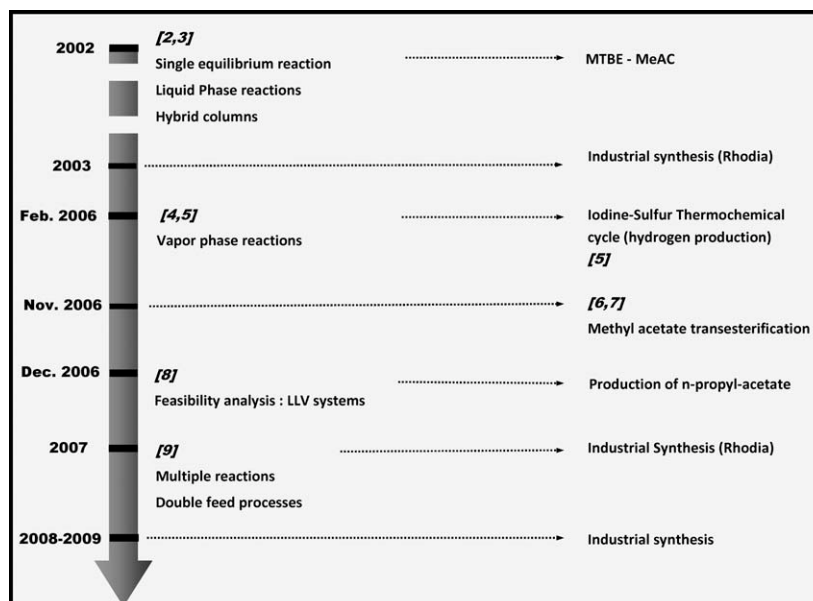 2002
[2,3]
Single equilibrium reaction
MTBE - MeAC
Liquid Phase reactions
Hybrid columns
2003
Industrial synthesis (Rhodia)
Feb. 2006
[4,5]
Vapor phase reactions
Iodine-Sulfur Thermochemical
cycle (hydrogen production)
[5]
Nov. 2006
[6,7]
Methyl acetate transesterification
Dec. 2006
[8]
Feasibility analysis : LLV systems
Production of n-propyl-acetate
2007
[9]
Multiple reactions
Double feed processes
Industrial Synthesis (Rhodia)
2008-2009
Industrial synthesis